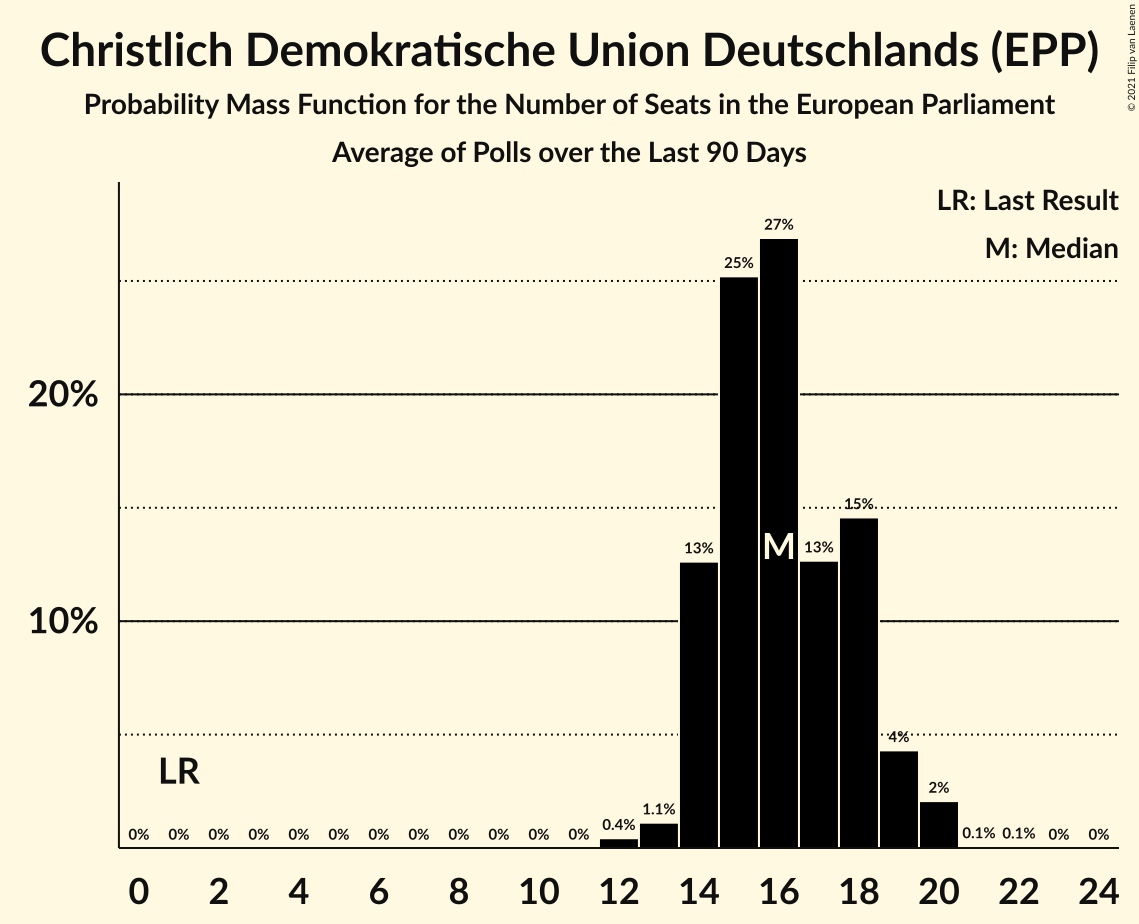 Christlich Demokratische Union Deutschlands (EPP)
Probability Mass Function for the Number of Seats in the European Parliament
Average of Polls over the Last 90 Days
© 2021 Filip van Laenen
LR: Last Result
M: Median
27%
25%
20%
15%
13%
M
13%
10%
4%
LR
2%
1.1%
0.4%
0% 0% 0% 0% 0% 0% 0% 0% 0% 0% 0% 0%
0.1% 0.1% 0% 0%
0 2 4 6 8 10 12 14 16 18 20 22 24